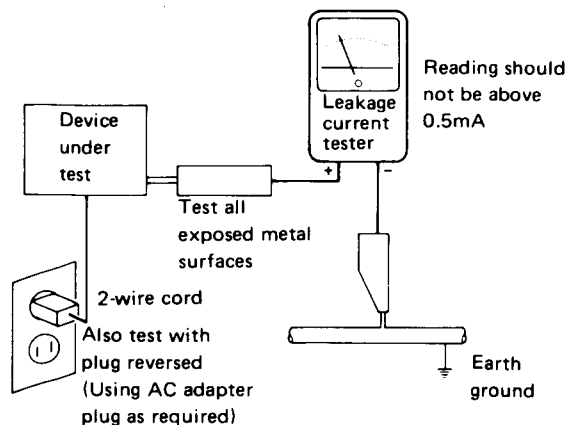 Device
under
test
Leakage
current
tester
+
−
Reading should
not be above
0.5mA
Test all
exposed metal
surfaces
2-wire cord
Also test with
plug reversed
(Using AC adapter
plug as required)
Earth
ground